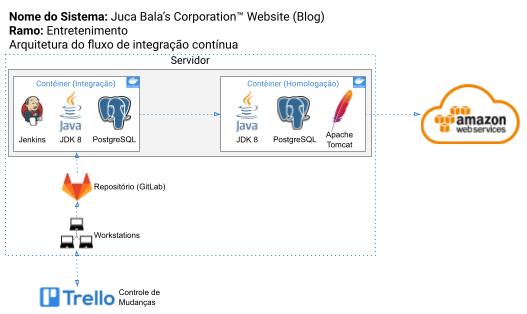 Nome do Sistema: Juca Bala's Corporation™ Website (Blog)
Ramo: Entretenimento
Arquitetura do fluxo de integração contínua
Servidor
Contêiner (Integração)
Contêiner (Homologação)
Java
Java
Jenkins
JDK 8
PostgreSQL
JDK 8
PostgreSQL
Apache
Tomcat
amazon
web services
Repositório (GitLab)
Workstations
Trello
Controle de
Mudanças